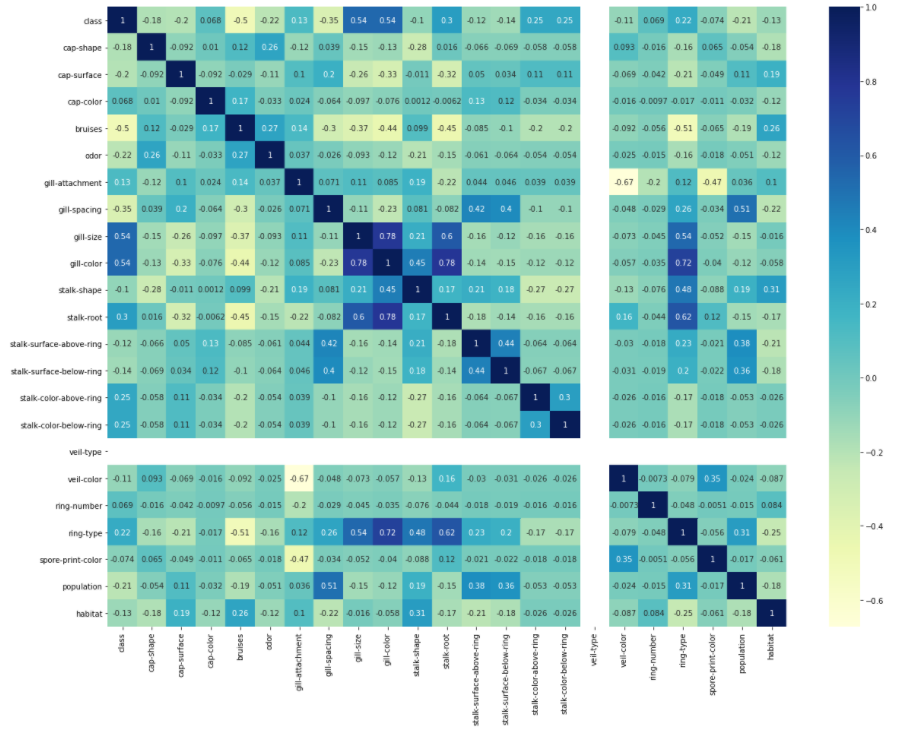 class 1 -0.18 -0.2 0.068 -0.5 -0.22 0.13 -0.35 0.54 0.54 -0.1 0.3 -0.12 -0.14 0.25 0.25 -0.11 0.069 0.22 -0.074 -0.21 -0.13
cap-shape -0.18 1 -0.092 0.01 0.12 0.26 -0.12 0.039 -0.15 -0.13 -0.28 0.016 -0.066 -0.069 -0.058 -0.058 0.093 -0.016 -0.16 0.065 -0.054 -0.18
cap-surface -0.2 -0.092 1 -0.092 -0.029 -0.11 0.1 0.2 -0.26 -0.33 -0.011 -0.32 0.05 0.034 0.11 0.11 -0.069 -0.042 -0.21 -0.049 0.11 0.19
cap-color 0.068 0.01 -0.092 1 0.17 -0.033 0.024 -0.064 -0.097 -0.076 0.0012 -0.0062 0.13 0.12 -0.034 -0.034 -0.016 -0.0097 -0.017 -0.011 -0.032 -0.12
bruises -0.5 0.12 -0.029 0.17 1 0.27 0.14 -0.3 -0.37 -0.44 0.099 -0.45 -0.085 -0.1 -0.2 -0.2 -0.092 -0.056 -0.51 -0.065 -0.19 0.26
odor -0.22 0.26 -0.11 -0.033 0.27 1 0.037 -0.026 -0.093 -0.12 -0.21 -0.15 -0.061 -0.064 -0.054 -0.054 -0.025 -0.015 -0.16 -0.018 -0.051 -0.12
gill-attachment 0.13 -0.12 0.1 0.024 0.14 0.037 1 0.071 0.11 0.085 0.19 -0.22 0.044 0.046 0.039 0.039 -0.67 -0.2 0.12 -0.47 0.036 0.1
gill-spacing -0.35 0.039 0.2 -0.064 -0.3 -0.026 0.071 1 -0.11 -0.23 0.081 -0.082 0.42 0.4 -0.1 -0.1 -0.048 -0.029 0.26 -0.034 0.51 -0.22
gill-size 0.54 -0.15 -0.26 -0.097 -0.37 -0.093 0.11 -0.11 1 0.78 0.21 0.6 -0.16 -0.12 -0.16 -0.16 -0.073 -0.045 0.54 -0.052 -0.15 -0.016
gill-color 0.54 -0.13 -0.33 -0.076 -0.44 -0.12 0.085 -0.23 0.78 1 0.45 0.78 -0.14 -0.15 -0.12 -0.12 -0.057 -0.035 0.72 -0.04 -0.12 -0.058
stalk-shape -0.1 -0.28 -0.011 0.0012 0.099 -0.21 0.19 0.081 0.21 0.45 1 0.17 0.21 0.18 -0.27 -0.27 -0.13 -0.076 0.48 -0.088 0.19 0.31
stalk-root 0.3 0.016 -0.32 -0.0062 -0.45 -0.15 -0.22 -0.082 0.6 0.78 0.17 1 -0.18 -0.14 -0.16 -0.16 0.16 -0.044 0.62 0.12 -0.15 -0.17
stalk-surface-above-ring -0.12 -0.066 0.05 0.13 -0.085 -0.061 0.044 0.42 -0.16 -0.14 0.21 -0.18 1 0.44 -0.064 -0.064 -0.03 -0.018 0.23 -0.021 0.38 -0.21
stalk-surface-below-ring -0.14 -0.069 0.034 0.12 -0.1 -0.064 0.046 0.4 -0.12 -0.15 0.18 -0.14 0.44 1 -0.067 -0.067 -0.031 -0.019 0.2 -0.022 0.36 -0.18
stalk-color-above-ring 0.25 -0.058 0.11 -0.034 -0.2 -0.054 0.039 -0.1 -0.16 -0.12 -0.27 -0.16 -0.064 -0.067 1 0.3 -0.026 -0.016 -0.17 -0.018 -0.053 -0.026
stalk-color-below-ring 0.25 -0.058 0.11 -0.034 -0.2 -0.054 0.039 -0.1 -0.16 -0.12 -0.27 -0.16 -0.064 -0.067 0.3 1 -0.026 -0.016 -0.17 -0.018 -0.053 -0.026
veil-type
veil-color -0.11 0.093 -0.069 -0.016 -0.092 -0.025 -0.67 -0.048 -0.073 -0.057 -0.13 0.16 -0.03 -0.031 -0.026 -0.026 1 -0.0073 -0.079 0.35 -0.024 -0.087
ring-number 0.069 -0.016 -0.042 -0.0097 -0.056 -0.015 -0.2 -0.029 -0.045 -0.035 -0.076 -0.044 -0.018 -0.019 -0.016 -0.016 -0.0073 1 -0.048 -0.0051 -0.015 0.084
ring-type 0.22 -0.16 -0.21 -0.017 -0.51 -0.16 0.12 0.26 0.54 0.72 0.48 0.62 0.23 0.2 -0.17 -0.17 -0.079 -0.048 1 -0.056 0.31 -0.25
spore-print-color -0.074 0.065 -0.049 -0.011 -0.065 -0.018 -0.47 -0.034 -0.052 -0.04 -0.088 0.12 -0.021 -0.022 -0.018 -0.018 0.35 -0.0051 -0.056 1 -0.017 -0.061
population -0.21 -0.054 0.11 -0.032 -0.19 -0.051 0.036 0.51 -0.15 -0.12 0.19 -0.15 0.38 0.36 -0.053 -0.053 -0.024 -0.015 0.31 -0.017 1 -0.18
habitat -0.13 -0.18 0.19 -0.12 0.26 -0.12 0.1 -0.22 -0.016 -0.058 0.31 -0.17 -0.21 -0.18 -0.026 -0.026 -0.087 0.084 -0.25 -0.061 -0.18 1
class
cap-shape
cap-surface
cap-color
bruises
odor
gill-attachment
gill-spacing
gill-size
gill-color
stalk-shape
stalk-root
stalk-surface-above-ring
stalk-surface-below-ring
stalk-color-above-ring
stalk-color-below-ring
veil-type
veil-color
ring-number
ring-type
spore-print-color
population
habitat
1.0
0.8
0.6
0.4
0.2
0.0
−0.2
−0.4
−0.6